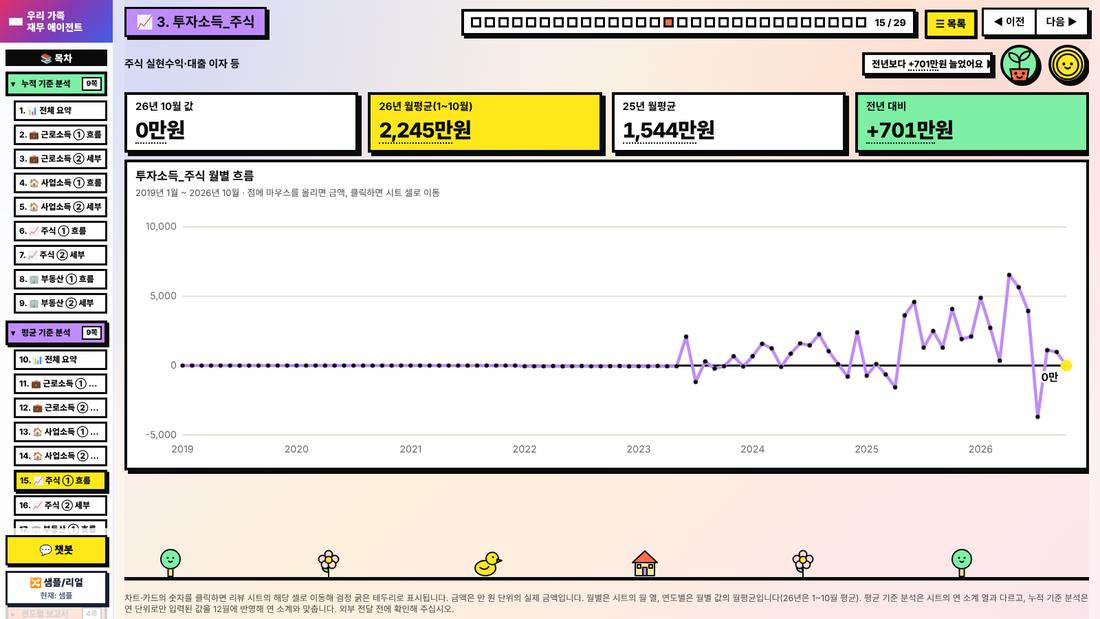 우리 가족
재무 에이전트
📚 목차
▼ 누적 기준 분석 9쪽
1. 📊 전체 요약
2. 💼 근로소득 ① 흐름
3. 💼 근로소득 ② 세부
4. 🏠 사업소득 ① 흐름
5. 🏠 사업소득 ② 세부
6. 📈 주식 ① 흐름
7. 📈 주식 ② 세부
8. 🏢 부동산 ① 흐름
9. 🏢 부동산 ② 세부
▼ 평균 기준 분석 9쪽
10. 📊 전체 요약
11. 💼 근로소득 ① ...
12. 💼 근로소득 ② ...
13. 🏠 사업소득 ① ...
14. 🏠 사업소득 ② ...
15. 📈 주식 ① 흐름
16. 📈 주식 ② 세부
17. 🏢 부동산 ① 흐름
💬 챗봇
🔀 샘플/리얼
현재: 샘플
▸ 연도별 보고서 4쪽
📈 3. 투자소득_주식
15 / 29
☰ 목록
◀ 이전
다음 ▶
주식 실현수익·대출 이자 등
전년보다 +701만원 늘었어요
26년 10월 값
0만원
26년 월평균(1~10월)
2,245만원
25년 월평균
1,544만원
전년 대비
+701만원
투자소득_주식 월별 흐름
2019년 1월 ~ 2026년 10월 · 점에 마우스를 올리면 금액, 클릭하면 시트 셀로 이동
10,000
5,000
0
-5,000
0만
2019 2020 2021 2022 2023 2024 2025 2026
차트·카드의 숫자를 클릭하면 리뷰 시트의 해당 셀로 이동해 검정 굵은 테두리로 표시됩니다. 금액은 만 원 단위의 실제 금액입니다. 월별은 시트의 월 열, 연도별은 월별 값의 월평균입니다(26년은 1~10월 평균). 평균 기준 분석은 시트의 연 소계 열과 다르고, 누적 기준 분석은
연 단위로만 입력된 값을 12월에 반영해 연 소계와 맞춥니다. 외부 전달 전에 확인해 주십시오.